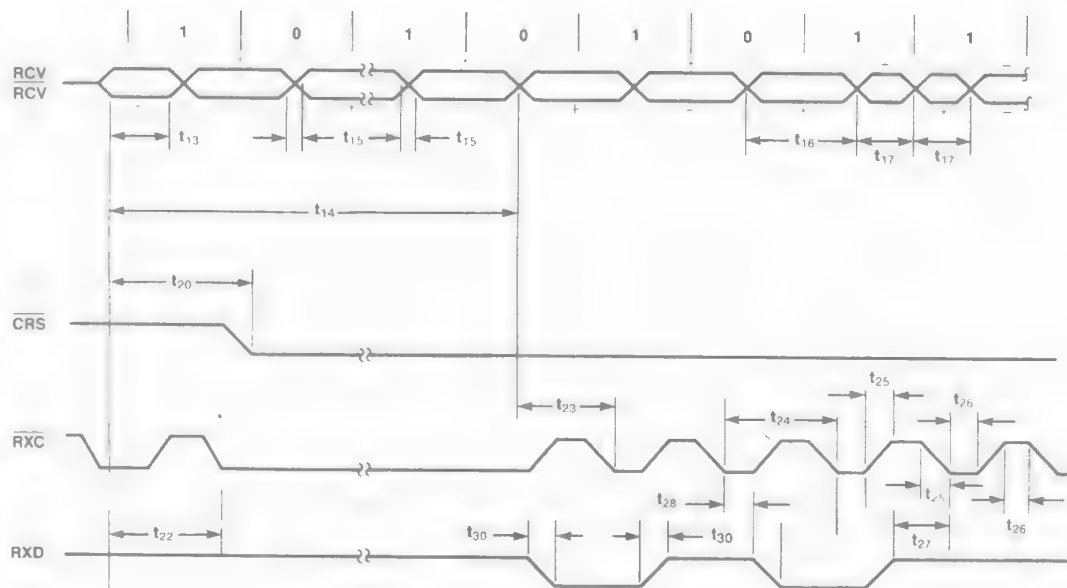 1 0 1 0 1 0 1 1
RCV
RCV
t13 t15 t15 t16 t17 t17
t14
t20
CRS
t25
t23 t24 t26
RXC
t28 t25 t26
t22 t30 t30 t27
RXD